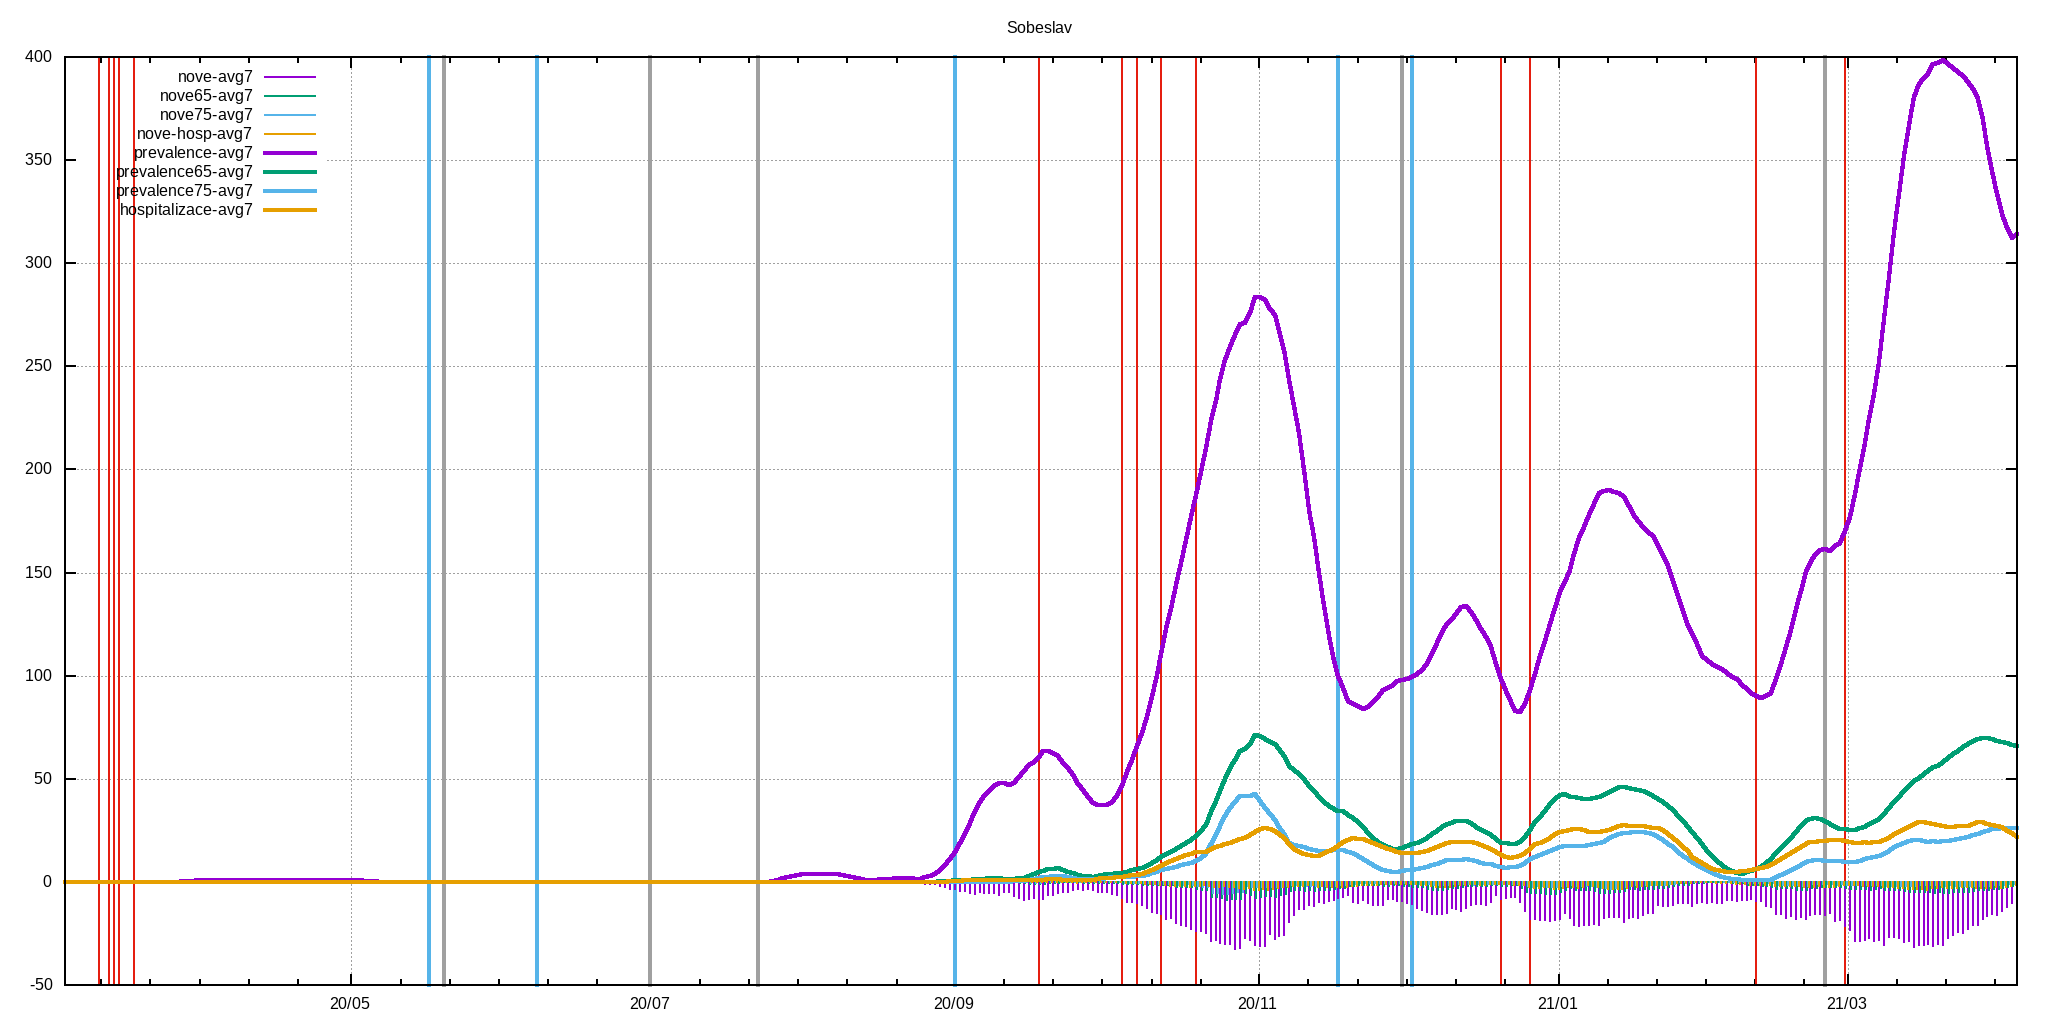 Sobeslav
400
350
300
250
200
150
100
50
0
-50
nove-avg7
nove65-avg7
nove75-avg7
nove-hosp-avg7
prevalence-avg7
prevalence65-avg7
prevalence75-avg7
hospitalizace-avg7
20/05 20/07 20/09 20/11 21/01 21/03